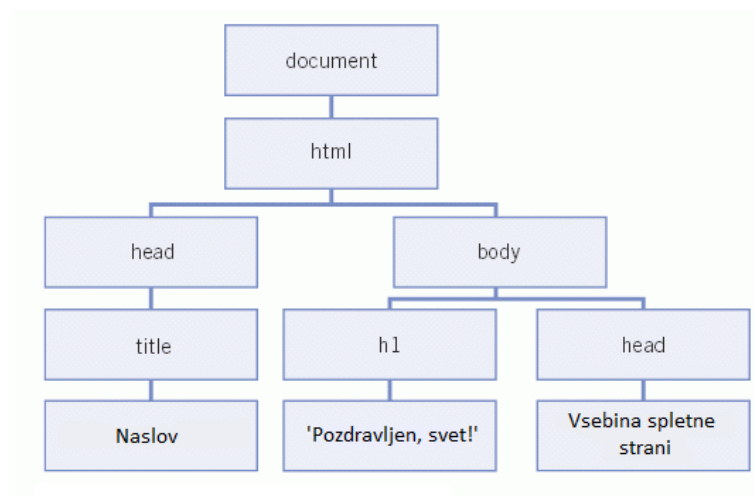 document
html
head
body
title
h1
head
Naslov
'Pozdravljen, svet!'
Vsebina spletne
strani